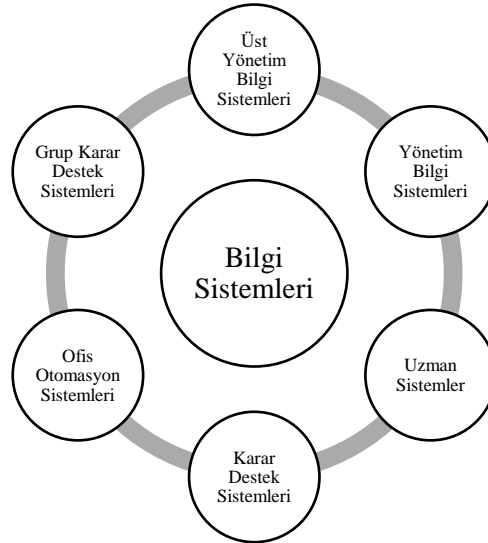 Üst
Yönetim
Bilgi
Sistemleri
Yönetim
Bilgi
Sistemleri
Uzman
Sistemler
Karar
Destek
Sistemleri
Ofis
Otomasyon
Sistemleri
Grup Karar
Destek
Sistemleri
Bilgi
Sistemleri